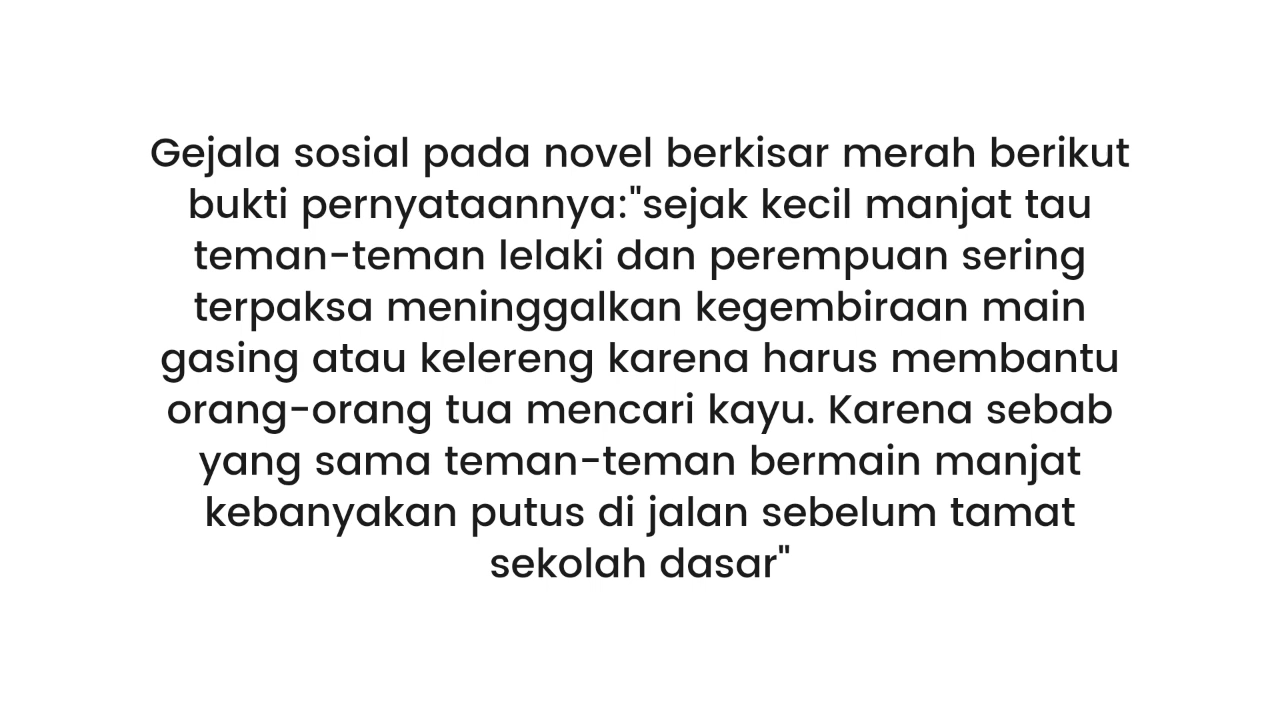 Gejala sosial pada novel berkisar merah berikut
bukti pernyataannya:"sejak kecil manjat tau
teman-teman lelaki dan perempuan sering
terpaksa meninggalkan kegembiraan main
gasing atau kelereng karena harus membantu
orang-orang tua mencari kayu. Karena sebab
yang sama teman-teman bermain manjat
kebanyakan putus di jalan sebelum tamat
sekolah dasar"